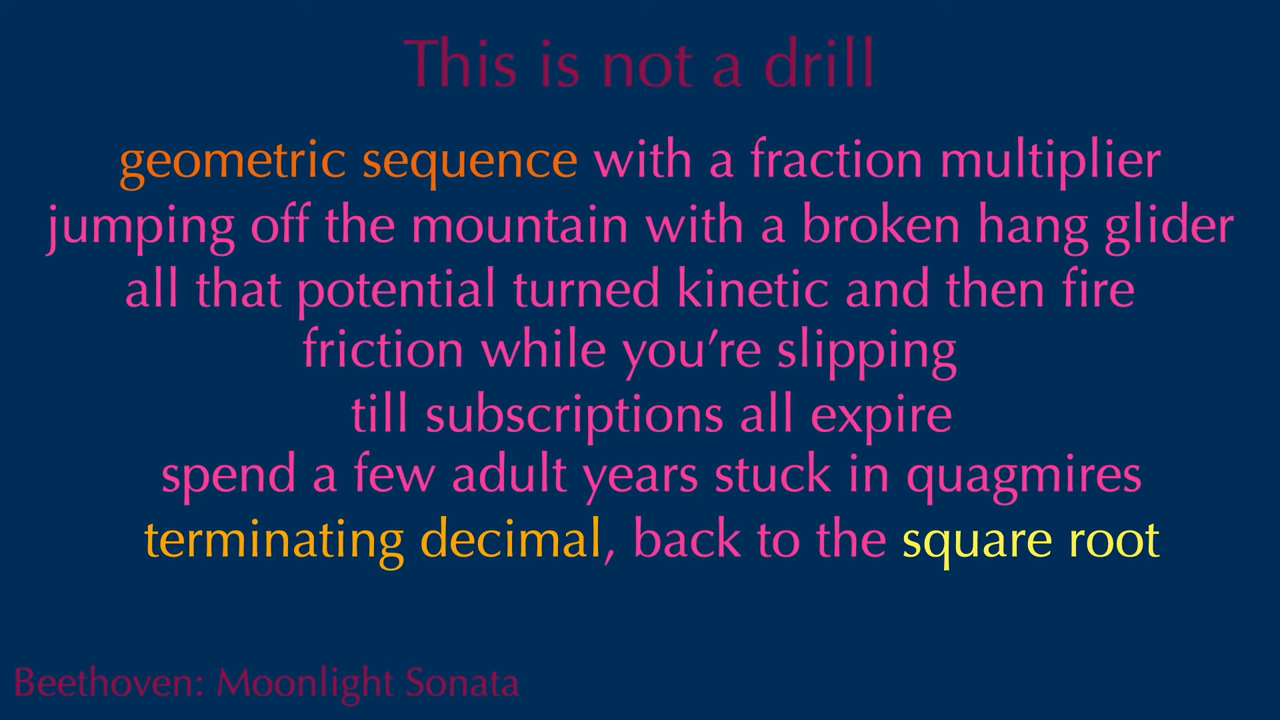 This is not a drill
geometric sequence with a fraction multiplier
jumping off the mountain with a broken hang glider
all that potential turned kinetic and then fire
friction while you’re slipping
till subscriptions all expire
spend a few adult years stuck in quagmires
terminating decimal, back to the square root
Beethoven: Moonlight Sonata